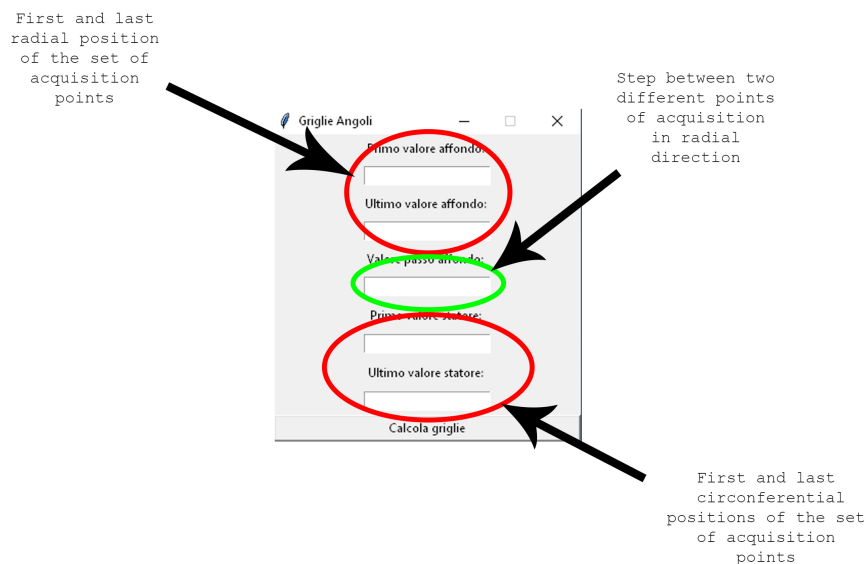 First and last
radial position
of the set of
acquisition
points
Step between two
different points
of acquisition
in radial
direction
Griglie Angoli
Primo valore affondo:
Ultimo valore affondo:
Valore passo affondo:
Primo valore statore:
Ultimo valore statore:
Calcola griglie
First and last
circonferential
positions of the set
of acquisition
points